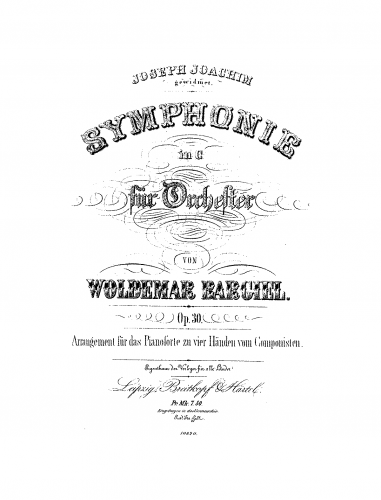 JOSEPH JOACHIM
gewidmet.
SYMPHONIE
in C
für Orchester
VON
WOLDEMAR BARGIEL.
Op. 30.
Arrangement für das Pianoforte zu vier Händen vom Componisten.
Eigenthum der Verleger für alle Länder
Leipzig, Breitkopf & Härtel.
Pr. Mk. 7.50.